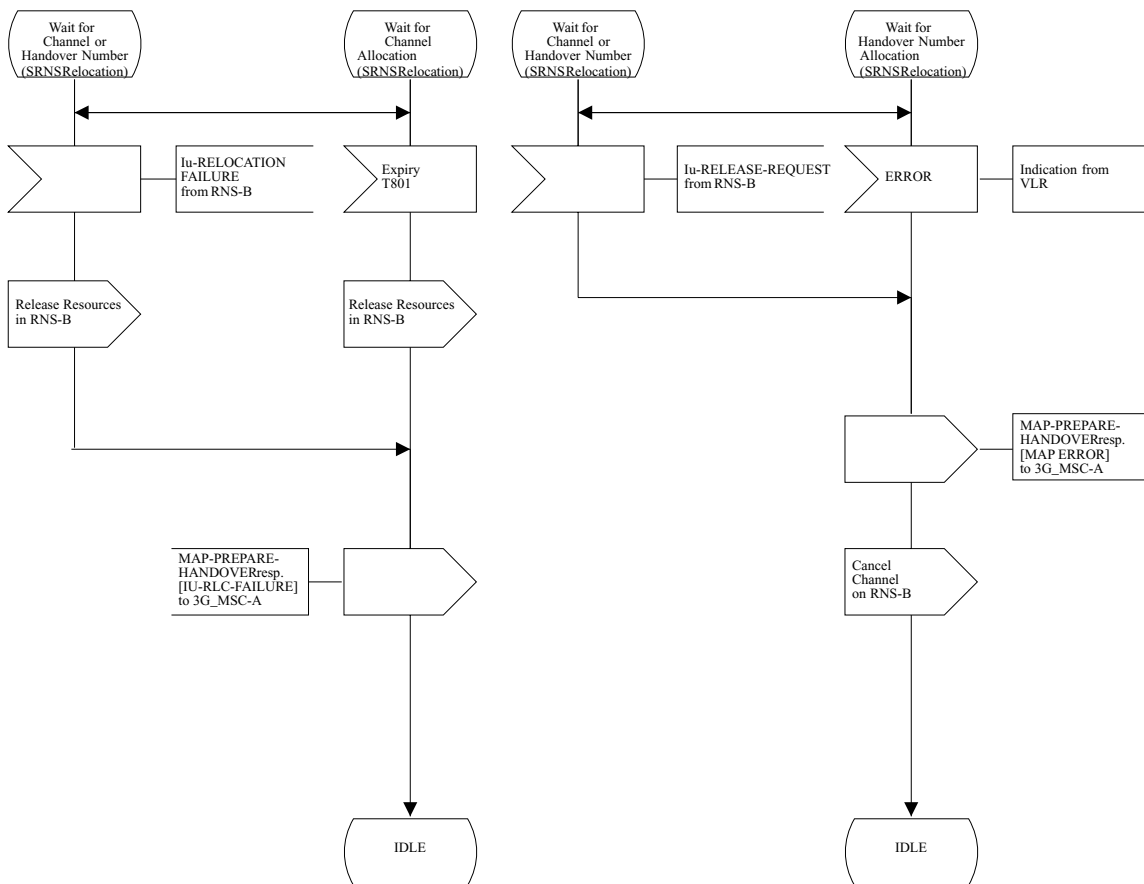 Wait for
Channel or
Handover Number
(SRNSRelocation)
Wait for
Channel
Allocation
(SRNSRelocation)
Wait for
Channel or
Handover Number
(SRNSRelocation)
Wait for
Handover Number
Allocation
(SRNSRelocation)
Iu-RELOCATION
FAILURE
from RNS-B
Expiry
T801
Iu-RELEASE-REQUEST
from RNS-B
ERROR
Indication from
VLR
Release Resources
in RNS-B
Release Resources
in RNS-B
MAP-PREPARE-
HANDOVERresp.
[MAP ERROR]
to 3G_MSC-A
MAP-PREPARE-
HANDOVERresp.
[IU-RLC-FAILURE]
to 3G_MSC-A
Cancel
Channel
on RNS-B
IDLE
IDLE